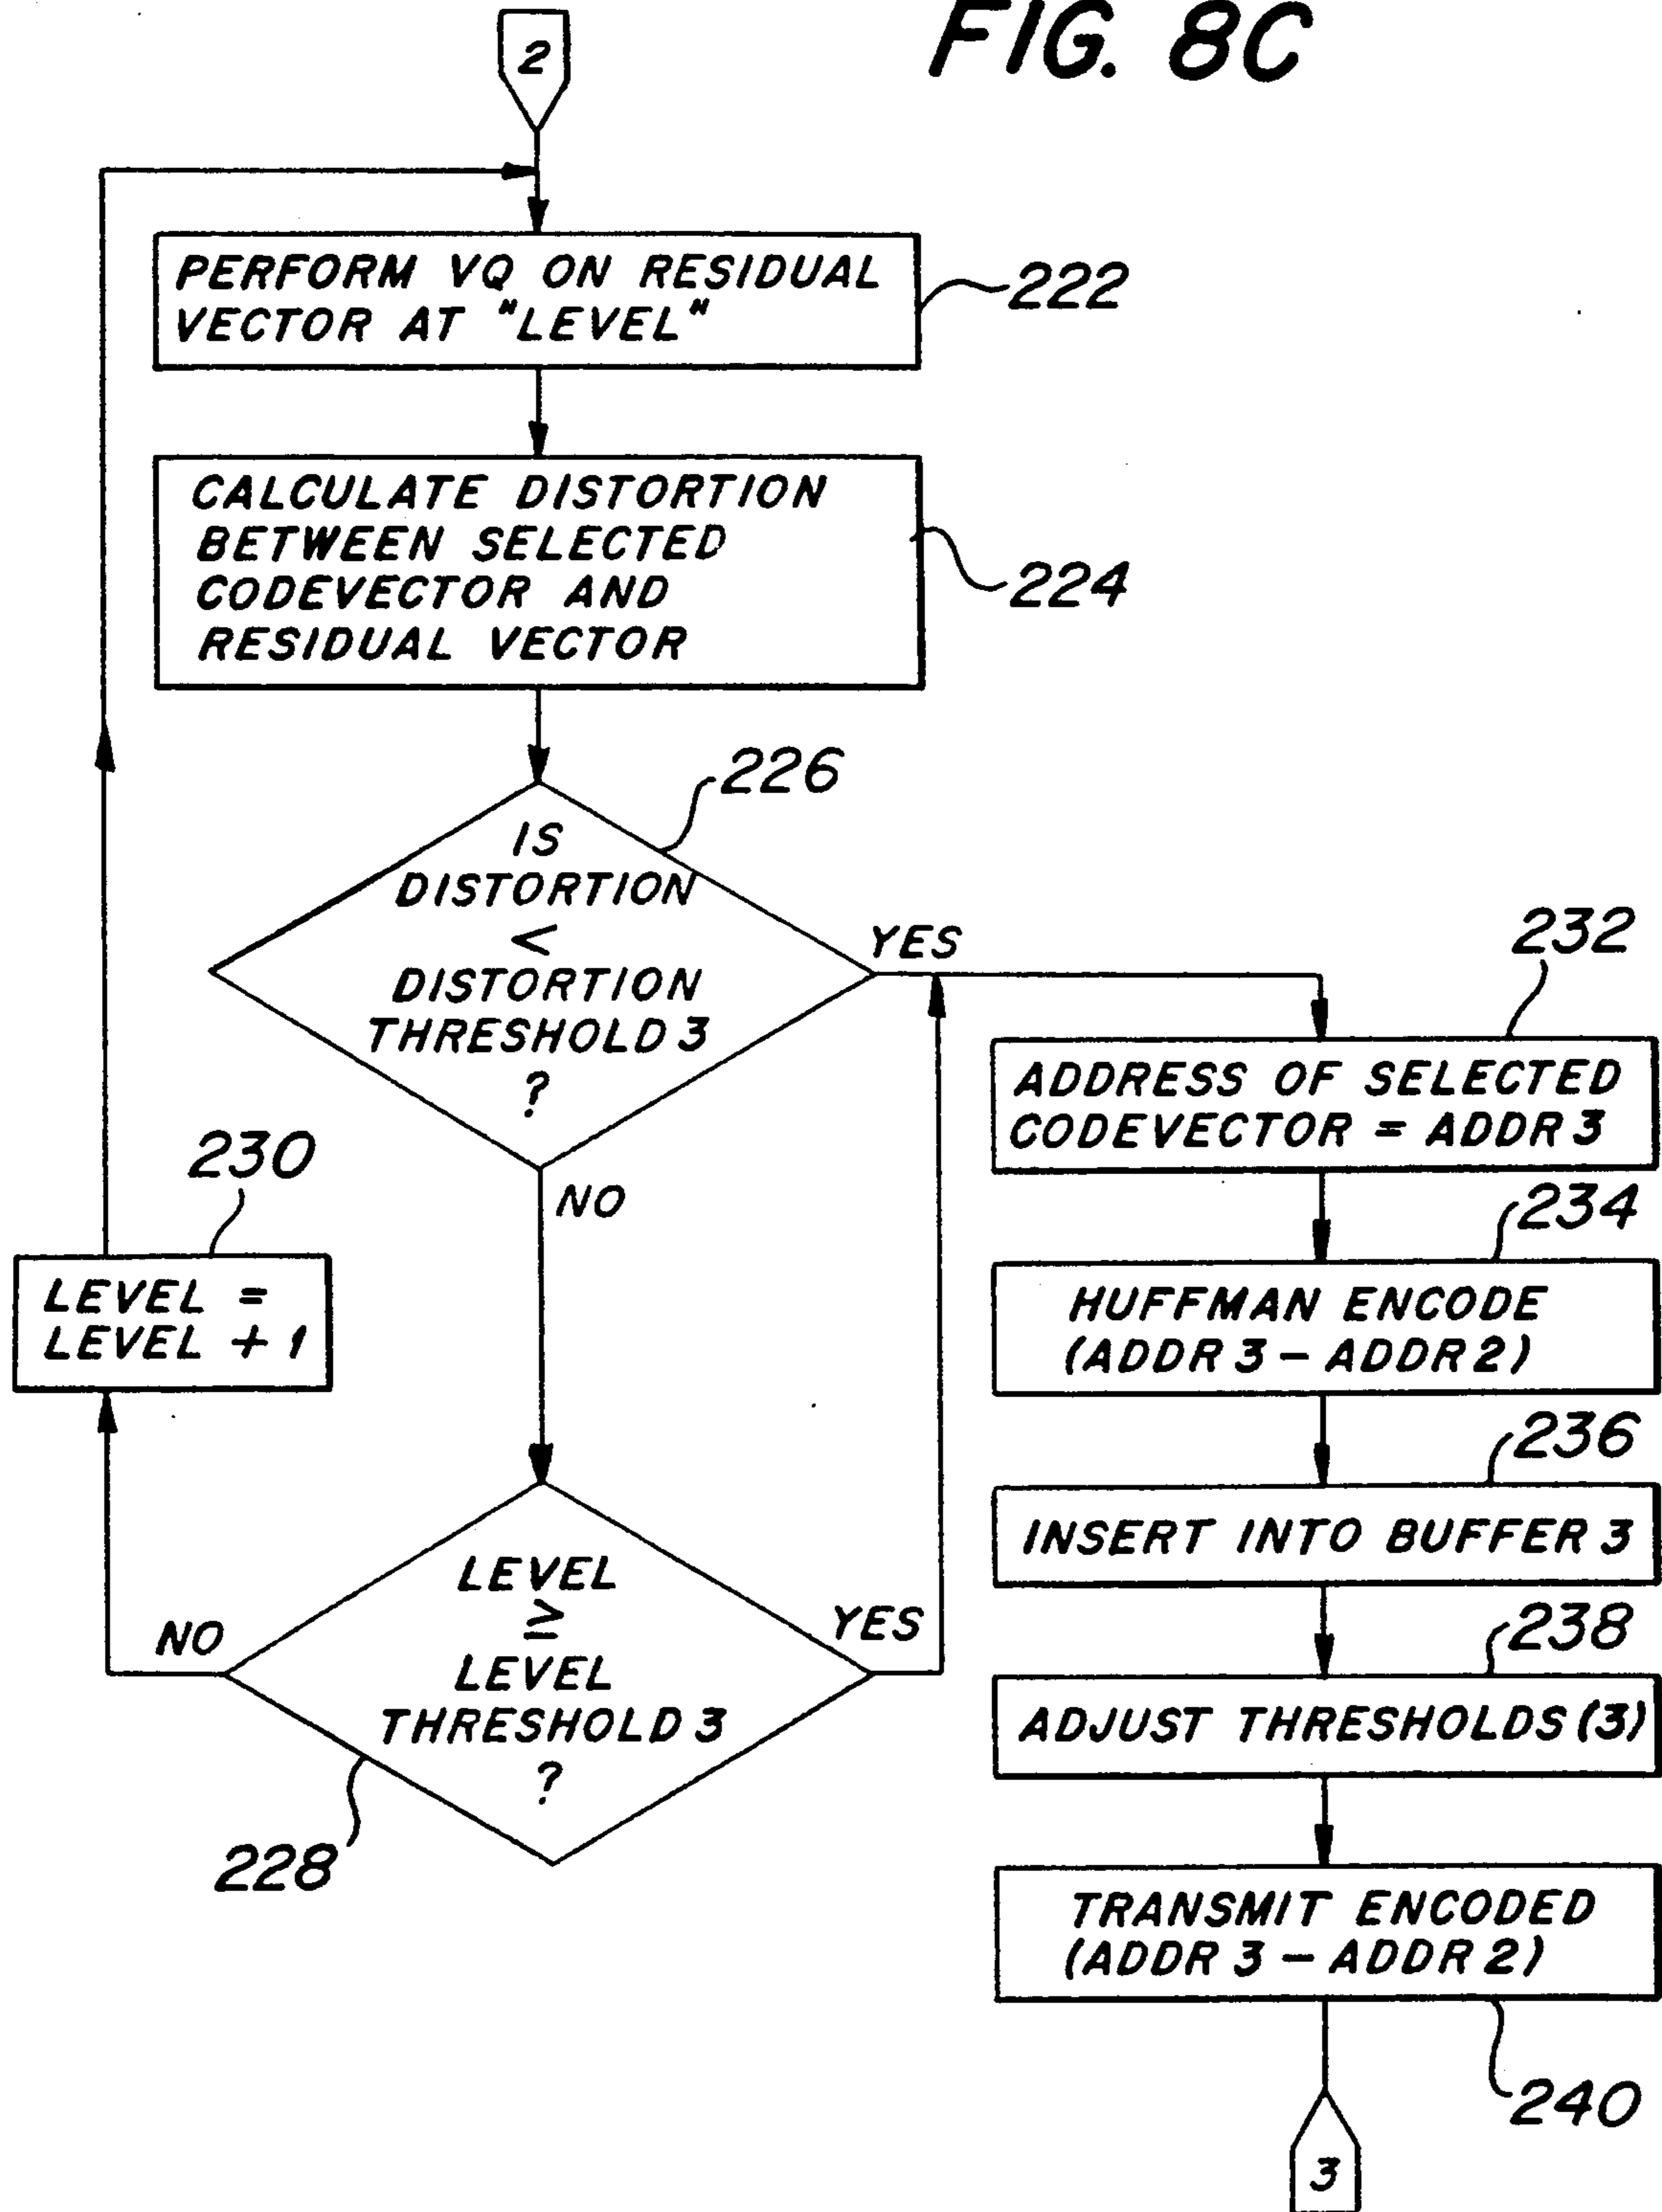 FIG. 8C
2
PERFORM VQ ON RESIDUAL
VECTOR AT "LEVEL"
222
CALCULATE DISTORTION
BETWEEN SELECTED
CODEVECTOR AND
RESIDUAL VECTOR
224
226
IS
DISTORTION
<
DISTORTION
THRESHOLD 3
?
YES
NO
230
LEVEL =
LEVEL + 1
LEVEL
≥
LEVEL
THRESHOLD 3
?
NO
YES
228
232
ADDRESS OF SELECTED
CODEVECTOR = ADDR 3
234
HUFFMAN ENCODE
(ADDR 3 - ADDR 2)
236
INSERT INTO BUFFER 3
238
ADJUST THRESHOLDS (3)
TRANSMIT ENCODED
(ADDR 3 - ADDR 2)
240
3